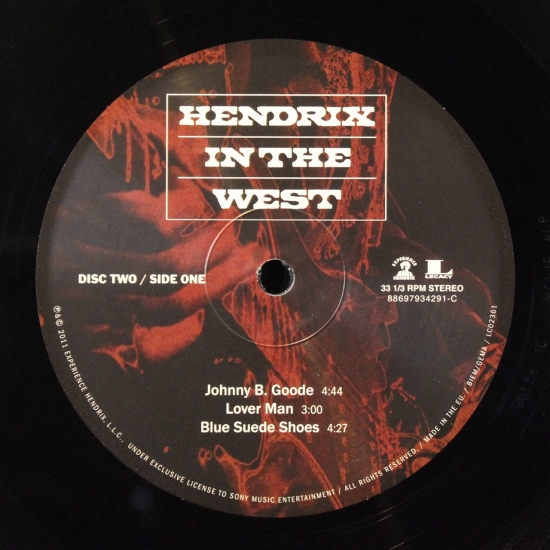 HENDRIX
IN THE
WEST
DISC TWO / SIDE ONE
EXPERIENCE
HENDRIX
L
LEGACY
33 1/3 RPM STEREO
88697934291-C
Johnny B. Goode 4:44
Lover Man 3:00
Blue Suede Shoes 4:27
℗ & © 2011 EXPERIENCE HENDRIX, L.L.C. UNDER EXCLUSIVE LICENSE TO SONY MUSIC ENTERTAINMENT / ALL RIGHTS RESERVED. / MADE IN THE EU. / BIEM/GEMA / LC02361